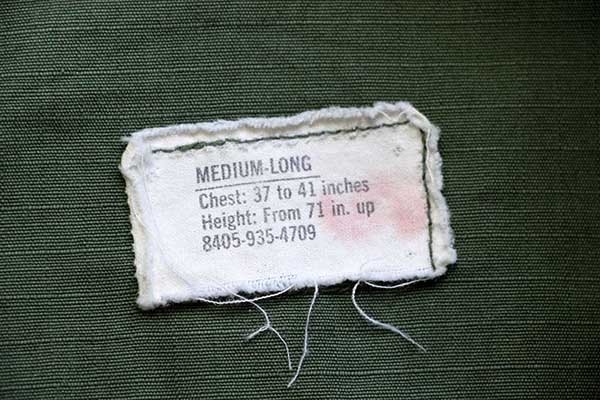 MEDIUM-LONG
Chest: 37 to 41 inches
Height: From 71 in. up
8405-935-4709